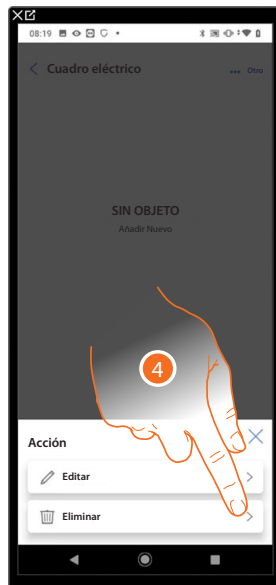 08:19
Cuadro eléctrico
... Otro
SIN OBJETO
Añadir Nuevo
4
Acción
Editar
Eliminar